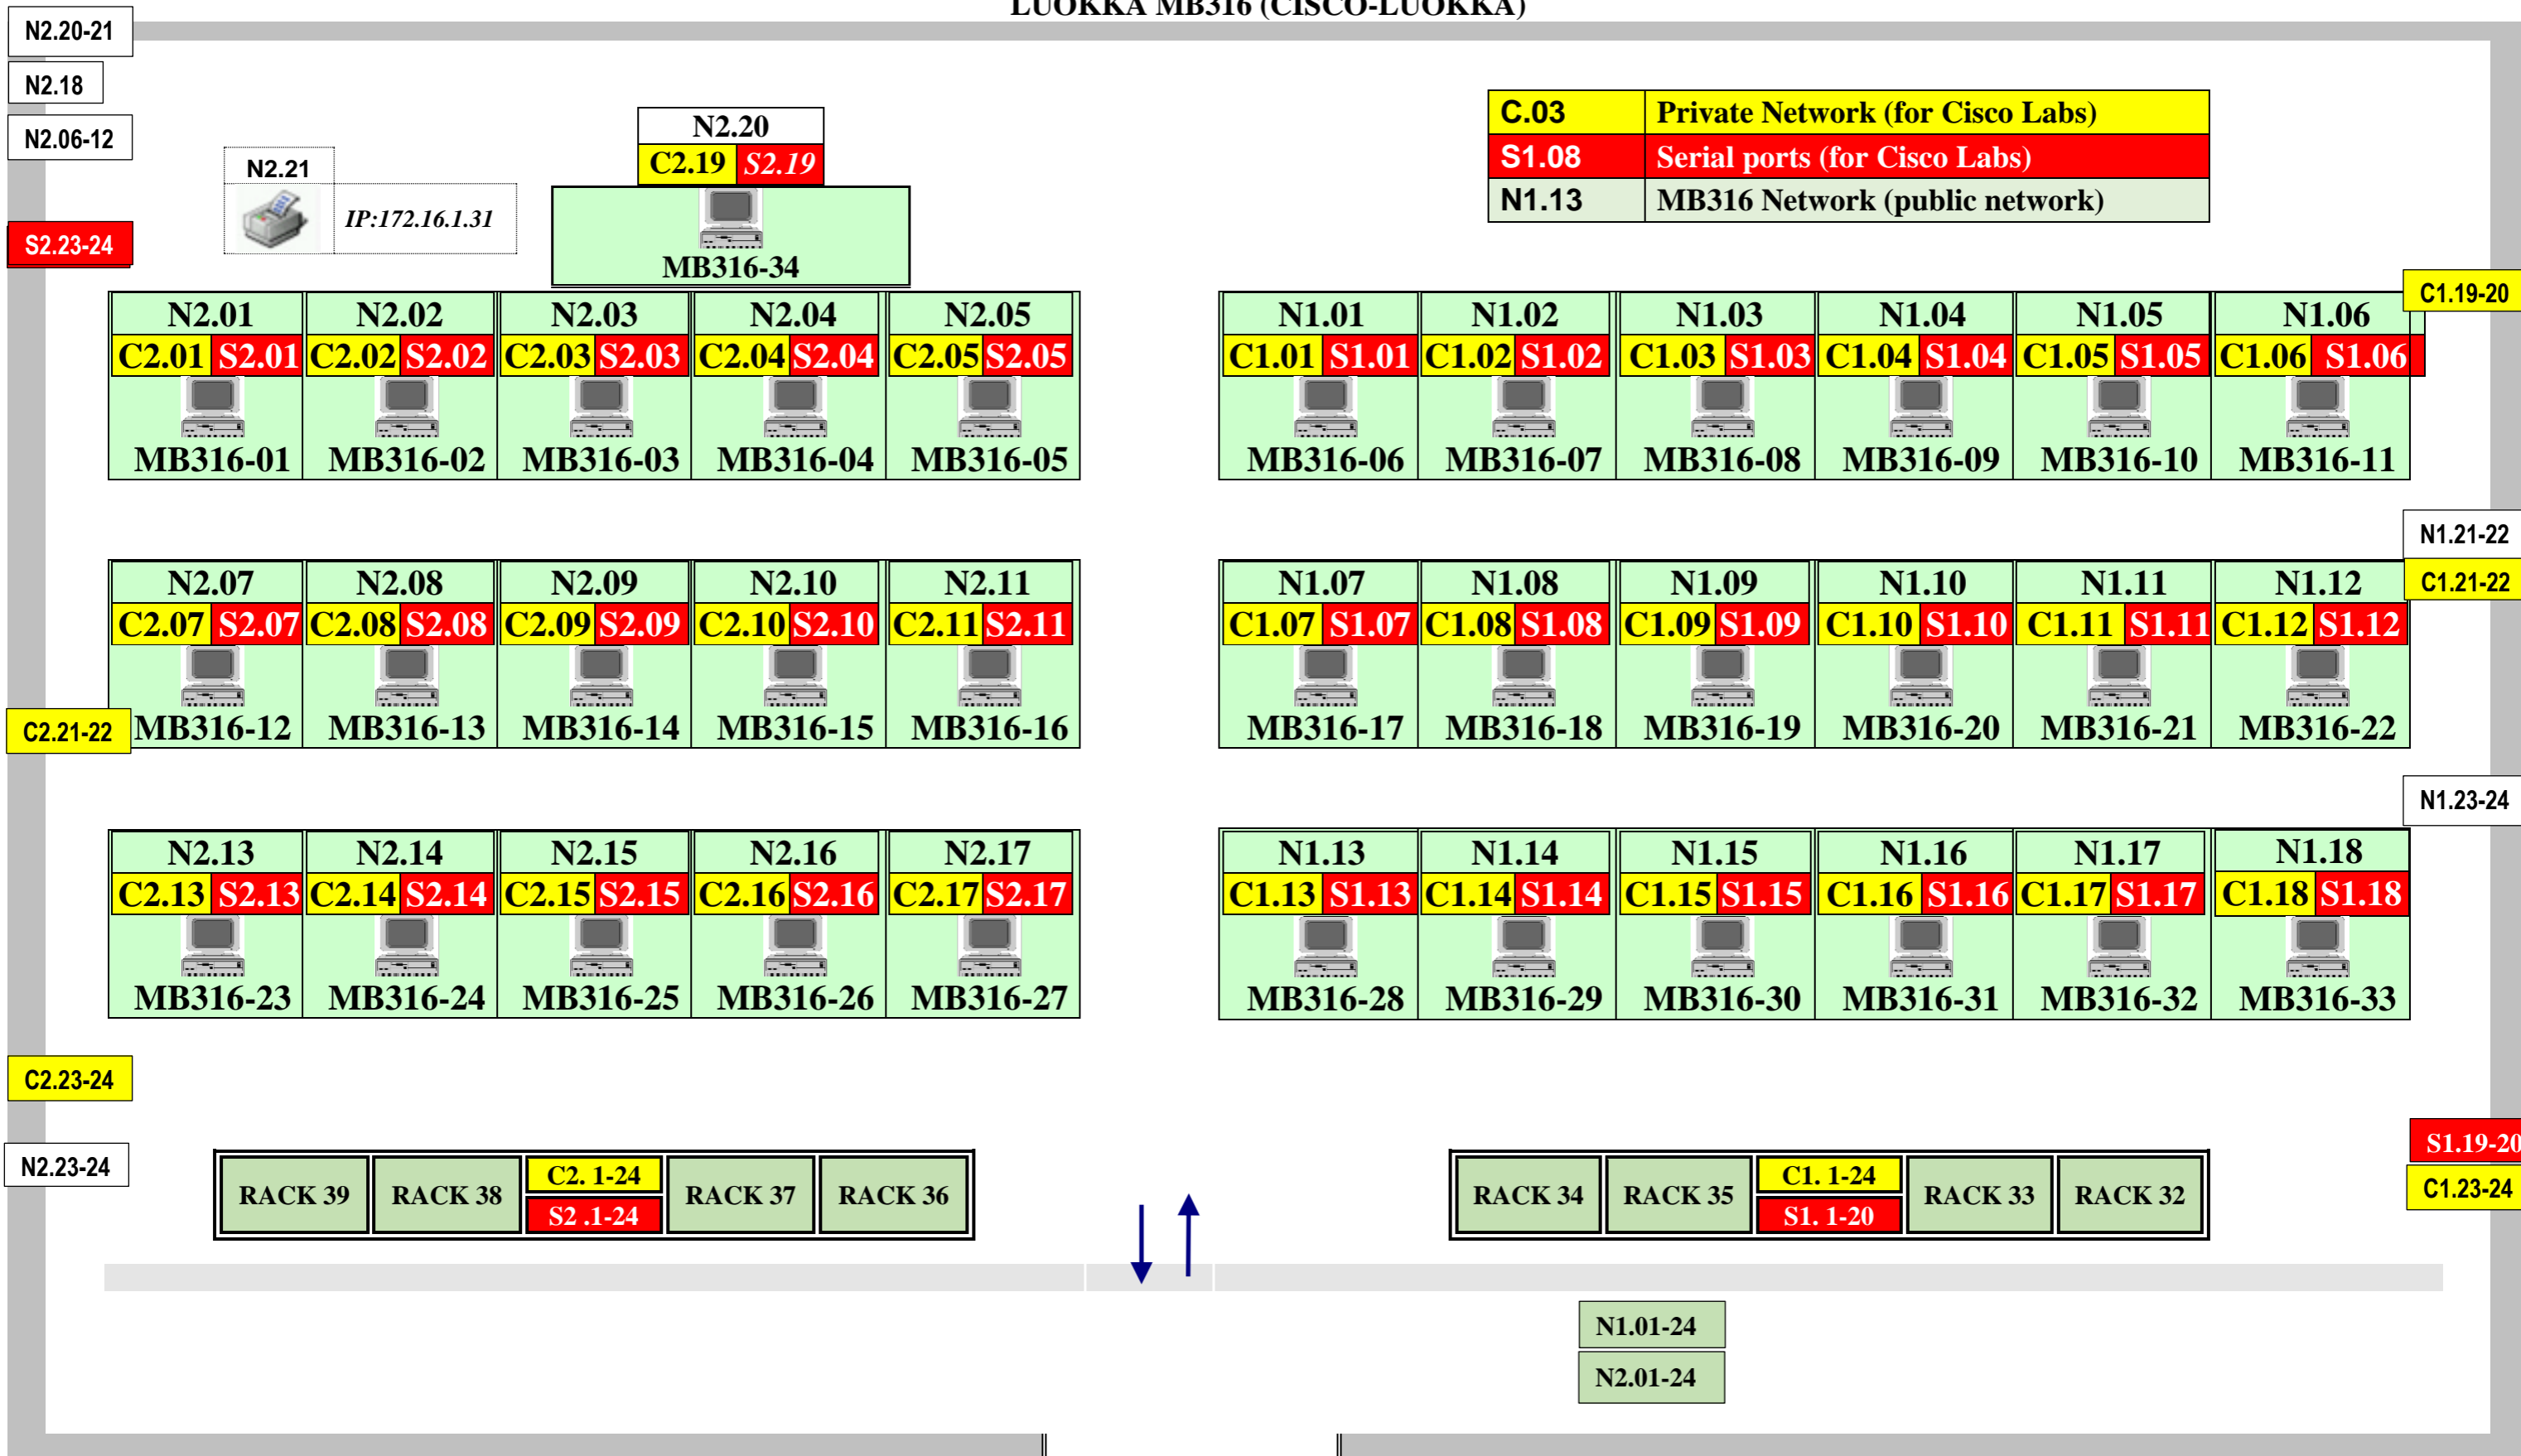 LUOKKA MB316 (CISCO-LUOKKA)
N2.20-21
N2.18
N2.06-12
S2.23-24
N2.21
IP:172.16.1.31
N2.20
C2.19 S2.19
MB316-34
C.03 Private Network (for Cisco Labs)
S1.08 Serial ports (for Cisco Labs)
N1.13 MB316 Network (public network)
C1.19-20
N2.01 N2.02 N2.03 N2.04 N2.05
C2.01 S2.01 C2.02 S2.02 C2.03 S2.03 C2.04 S2.04 C2.05 S2.05
MB316-01 MB316-02 MB316-03 MB316-04 MB316-05
N1.01 N1.02 N1.03 N1.04 N1.05 N1.06
C1.01 S1.01 C1.02 S1.02 C1.03 S1.03 C1.04 S1.04 C1.05 S1.05 C1.06 S1.06
MB316-06 MB316-07 MB316-08 MB316-09 MB316-10 MB316-11
N1.21-22
C1.21-22
N2.07 N2.08 N2.09 N2.10 N2.11
C2.07 S2.07 C2.08 S2.08 C2.09 S2.09 C2.10 S2.10 C2.11 S2.11
MB316-12 MB316-13 MB316-14 MB316-15 MB316-16
C2.21-22
N1.07 N1.08 N1.09 N1.10 N1.11 N1.12
C1.07 S1.07 C1.08 S1.08 C1.09 S1.09 C1.10 S1.10 C1.11 S1.11 C1.12 S1.12
MB316-17 MB316-18 MB316-19 MB316-20 MB316-21 MB316-22
N1.23-24
N2.13 N2.14 N2.15 N2.16 N2.17
C2.13 S2.13 C2.14 S2.14 C2.15 S2.15 C2.16 S2.16 C2.17 S2.17
MB316-23 MB316-24 MB316-25 MB316-26 MB316-27
N1.13 N1.14 N1.15 N1.16 N1.17 N1.18
C1.13 S1.13 C1.14 S1.14 C1.15 S1.15 C1.16 S1.16 C1.17 S1.17 C1.18 S1.18
MB316-28 MB316-29 MB316-30 MB316-31 MB316-32 MB316-33
C2.23-24
N2.23-24
RACK 39 RACK 38 C2. 1-24 RACK 37 RACK 36
S2 .1-24
RACK 34 RACK 35 C1. 1-24 RACK 33 RACK 32
S1. 1-20
S1.19-20
C1.23-24
N1.01-24
N2.01-24